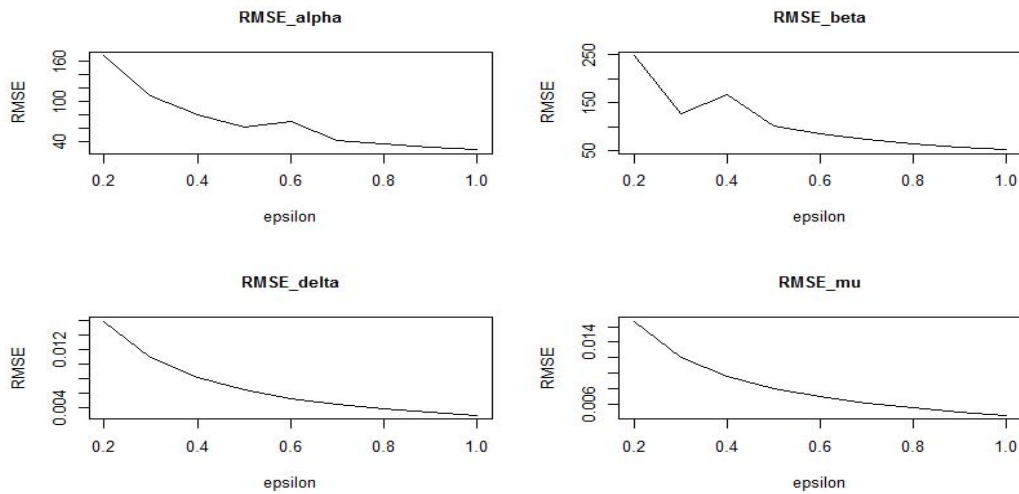 RMSE_alpha
RMSE
40 100 160
0.2 0.4 0.6 0.8 1.0
epsilon
RMSE_beta
RMSE
50 150 250
0.2 0.4 0.6 0.8 1.0
epsilon
RMSE_delta
RMSE
0.004 0.012
0.2 0.4 0.6 0.8 1.0
epsilon
RMSE_mu
RMSE
0.006 0.014
0.2 0.4 0.6 0.8 1.0
epsilon